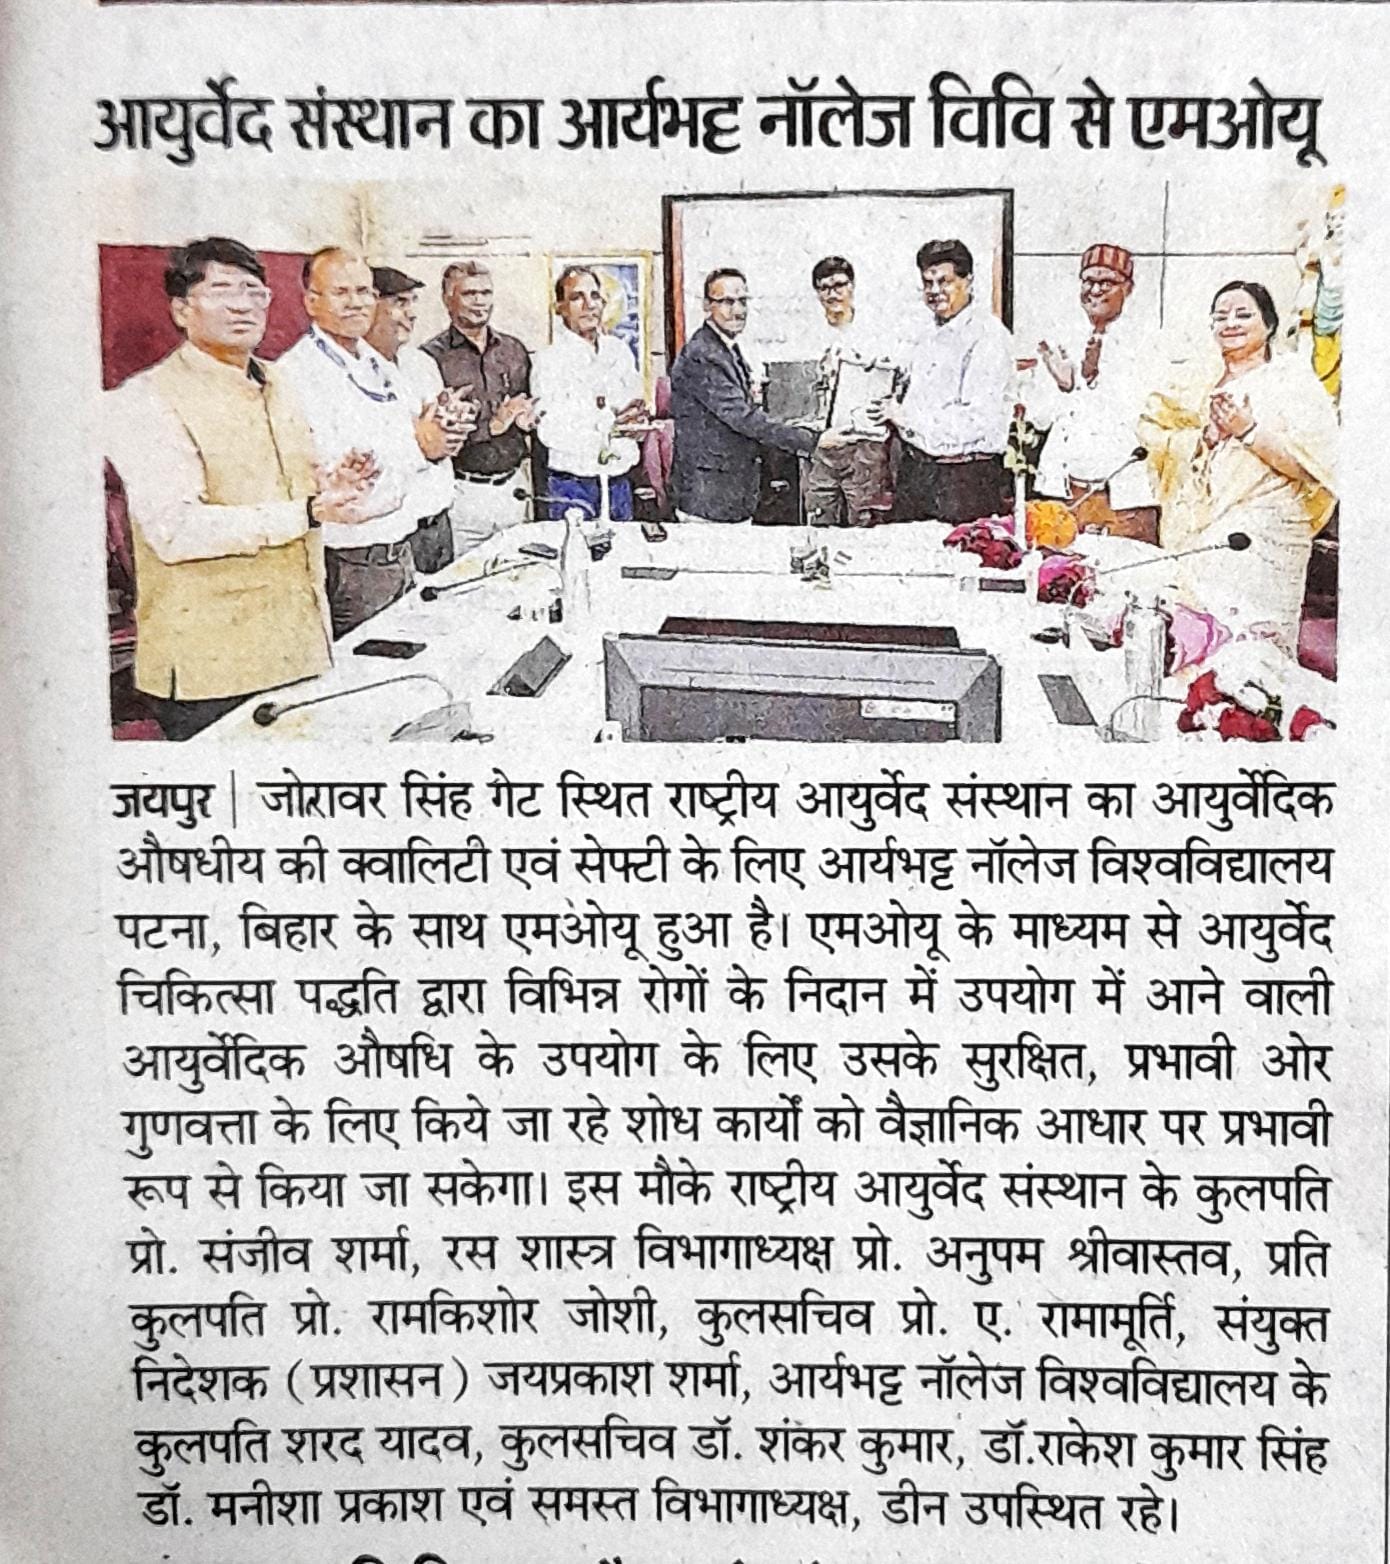 आयुर्वेद संस्थान का आर्यभट्ट नॉलेज विवि से एमओयू
जयपुर | जोरावर सिंह गेट स्थित राष्ट्रीय आयुर्वेद संस्थान का आयुर्वेदिक
औषधीय की क्वालिटी एवं सेफ्टी के लिए आर्यभट्ट नॉलेज विश्वविद्यालय
पटना, बिहार के साथ एमओयू हुआ है। एमओयू के माध्यम से आयुर्वेद
चिकित्सा पद्धति द्वारा विभिन्न रोगों के निदान में उपयोग में आने वाली
आयुर्वेदिक औषधि के उपयोग के लिए उसके सुरक्षित, प्रभावी ओर
गुणवत्ता के लिए किये जा रहे शोध कार्यों को वैज्ञानिक आधार पर प्रभावी
रूप से किया जा सकेगा। इस मौके राष्ट्रीय आयुर्वेद संस्थान के कुलपति
प्रो. संजीव शर्मा, रस शास्त्र विभागाध्यक्ष प्रो. अनुपम श्रीवास्तव, प्रति
कुलपति प्रो. रामकिशोर जोशी, कुलसचिव प्रो. ए. रामामूर्ति, संयुक्त
निदेशक (प्रशासन) जयप्रकाश शर्मा, आर्यभट्ट नॉलेज विश्वविद्यालय के
कुलपति शरद यादव, कुलसचिव डॉ. शंकर कुमार, डॉ.राकेश कुमार सिंह
डॉ. मनीशा प्रकाश एवं समस्त विभागाध्यक्ष, डीन उपस्थित रहे।